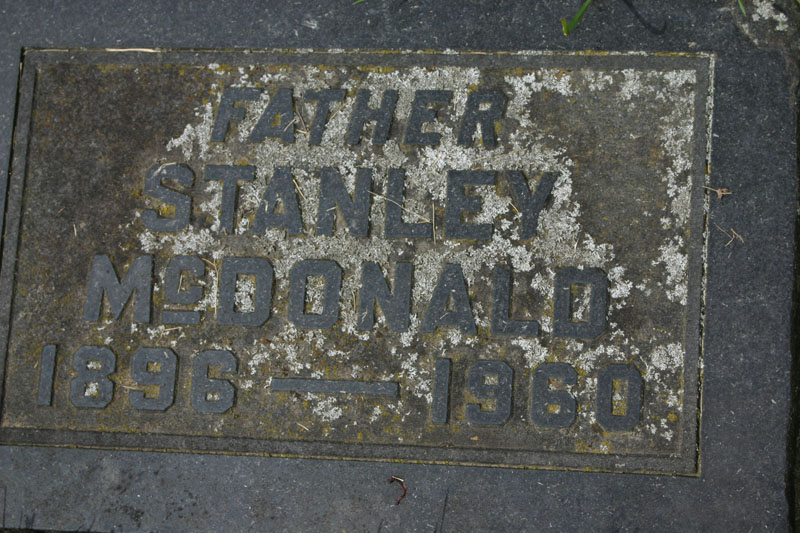 FATHER
STANLEY
McDONALD
1896 — 1960